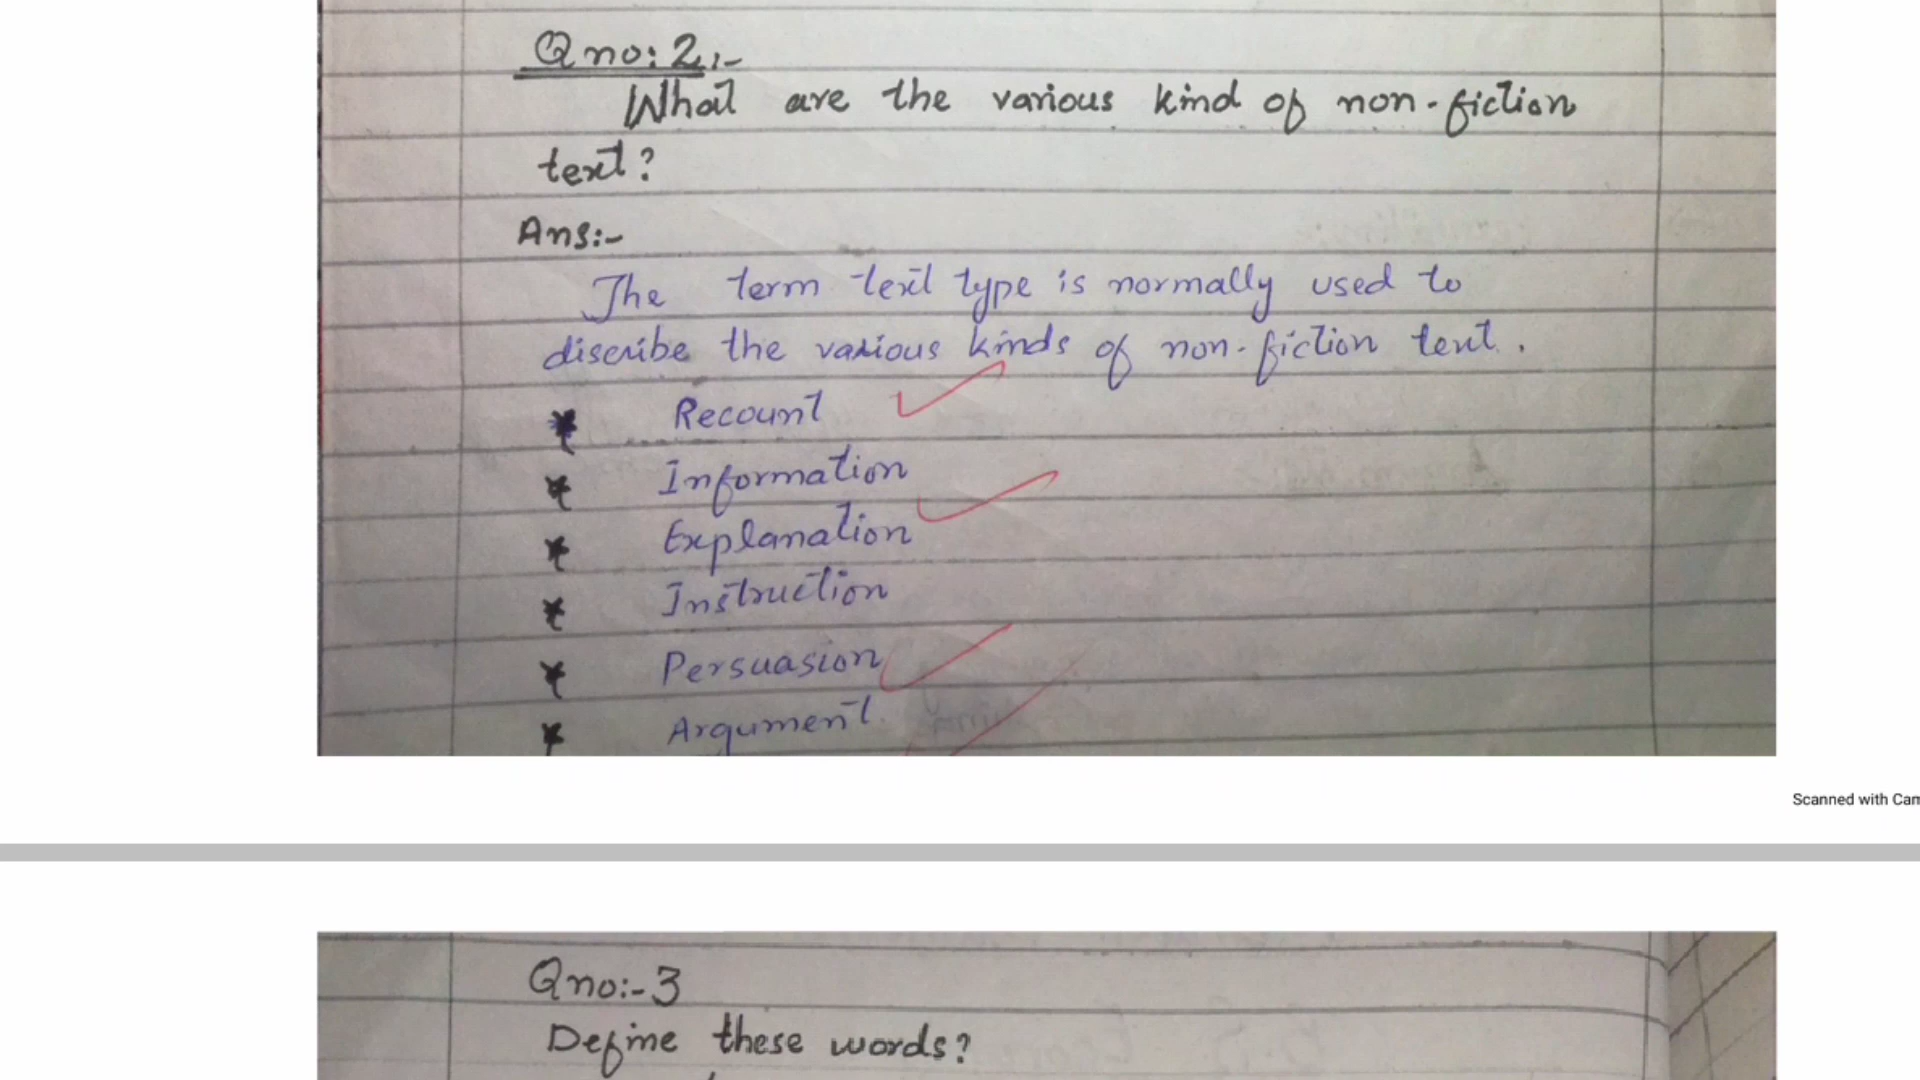 Q no: 2:-
What are the various kind of non-fiction
text?
Ans:-
The term text type is normally used to
discribe the various kinds of non-fiction text.
* Recount
* Information
* Explanation
* Instruction
* Persuasion
* Argument.
Scanned with Cam
Q no:-3
Define these words?